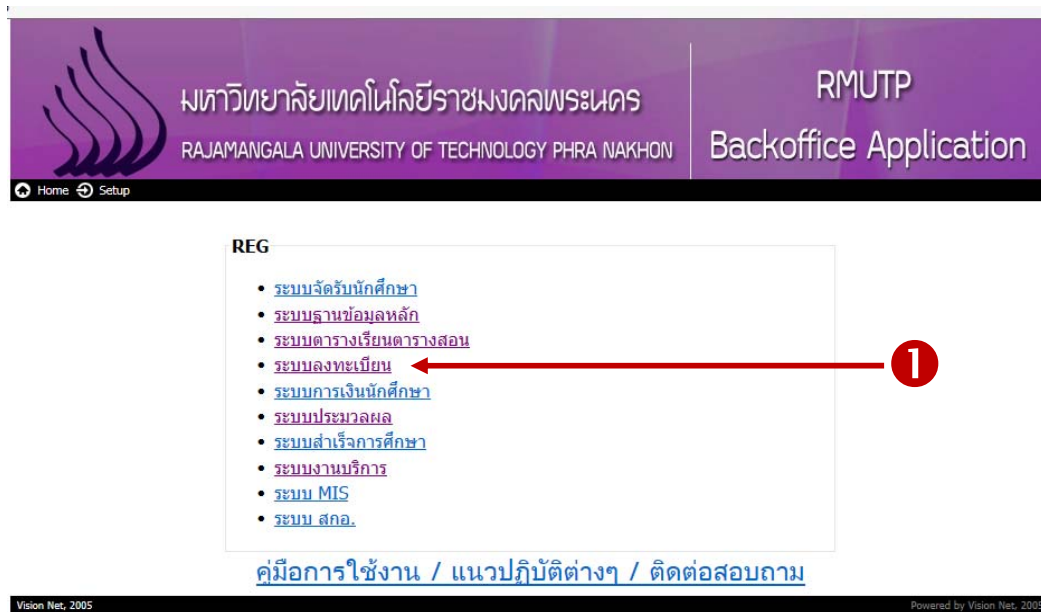 มหาวิทยาลัยเทคโนโลยีราชมงคลพระนคร
RAJAMANGALA UNIVERSITY OF TECHNOLOGY PHRA NAKHON
RMUTP
Backoffice Application
Home Setup
REG
• ระบบจัดรับนักศึกษา
• ระบบฐานข้อมูลหลัก
• ระบบตารางเรียนตารางสอน
• ระบบลงทะเบียน
❶
• ระบบการเงินนักศึกษา
• ระบบประมวลผล
• ระบบสำเร็จการศึกษา
• ระบบงานบริการ
• ระบบ MIS
• ระบบ สกอ.
คู่มือการใช้งาน / แนวปฏิบัติต่างๆ / ติดต่อสอบถาม
Vision Net, 2005
Powered by Vision Net, 2005